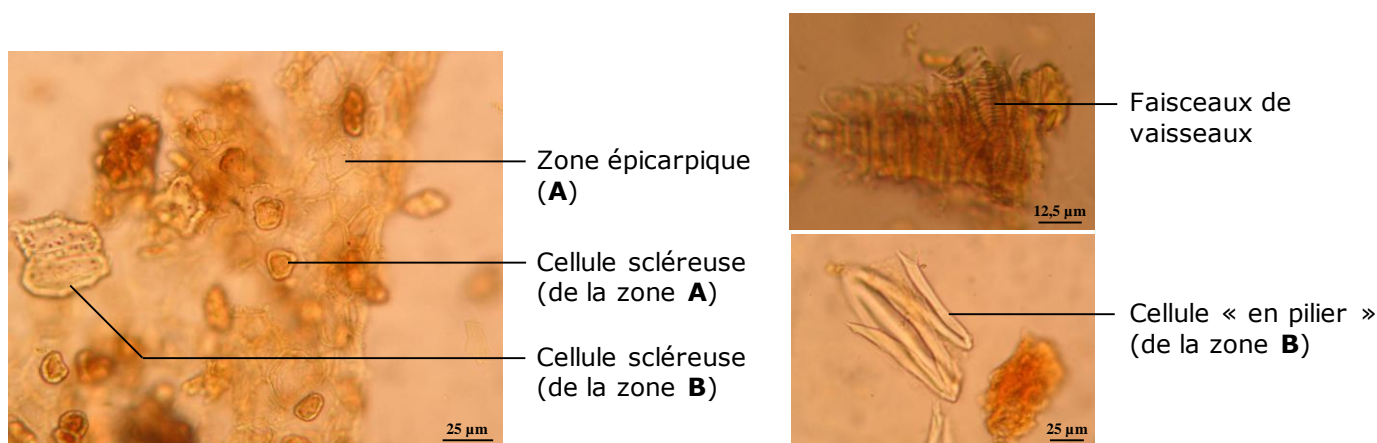 Zone épicarpique
(A)
Cellule scléreuse
(de la zone A)
Cellule scléreuse
(de la zone B)
25 µm
Faisceaux de
vaisseaux
12,5 µm
Cellule « en pilier »
(de la zone B)
25 µm